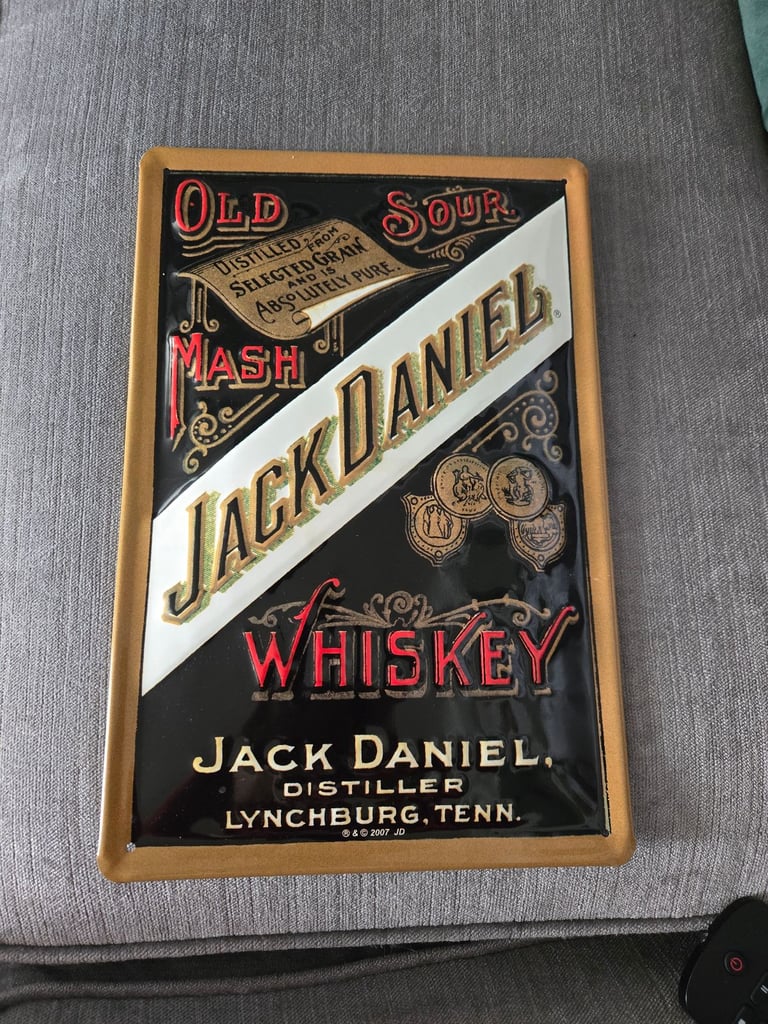 OLD SOUR
DISTILLED FROM
SELECTED GRAIN
AND IS
ABSOLUTELY PURE.
MASH
JACK DANIEL ®
WHISKEY
JACK DANIEL,
DISTILLER
LYNCHBURG, TENN.
® & © 2007 JD